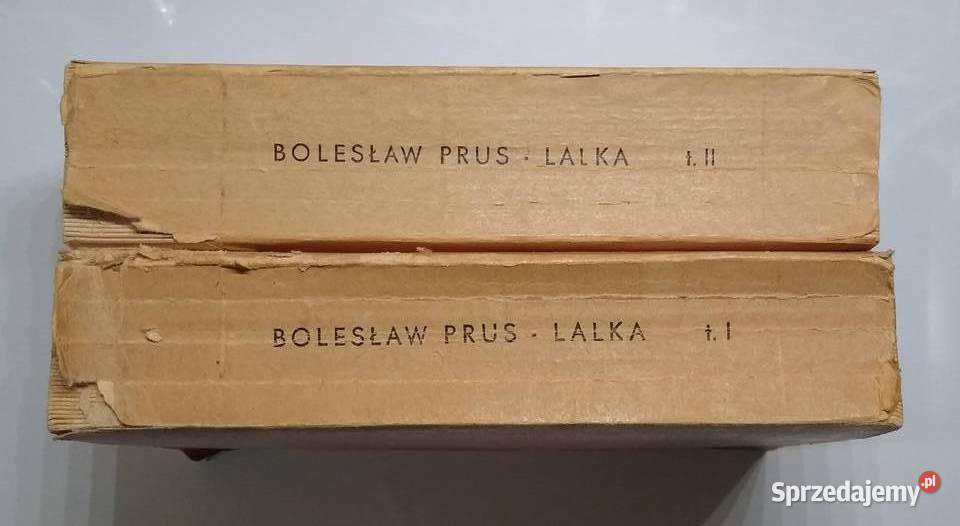 BOLESŁAW PRUS · LALKA t. II
BOLESŁAW PRUS · LALKA t. I
Sprzedajemy.pl